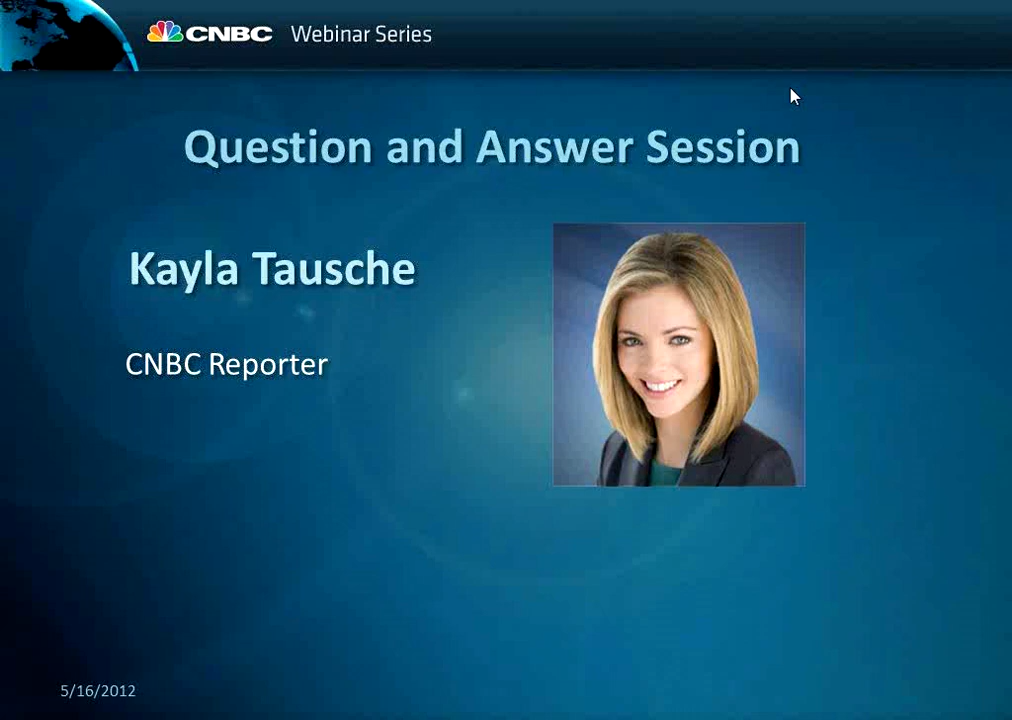 CNBC Webinar Series
Question and Answer Session
Kayla Tausche
CNBC Reporter
5/16/2012